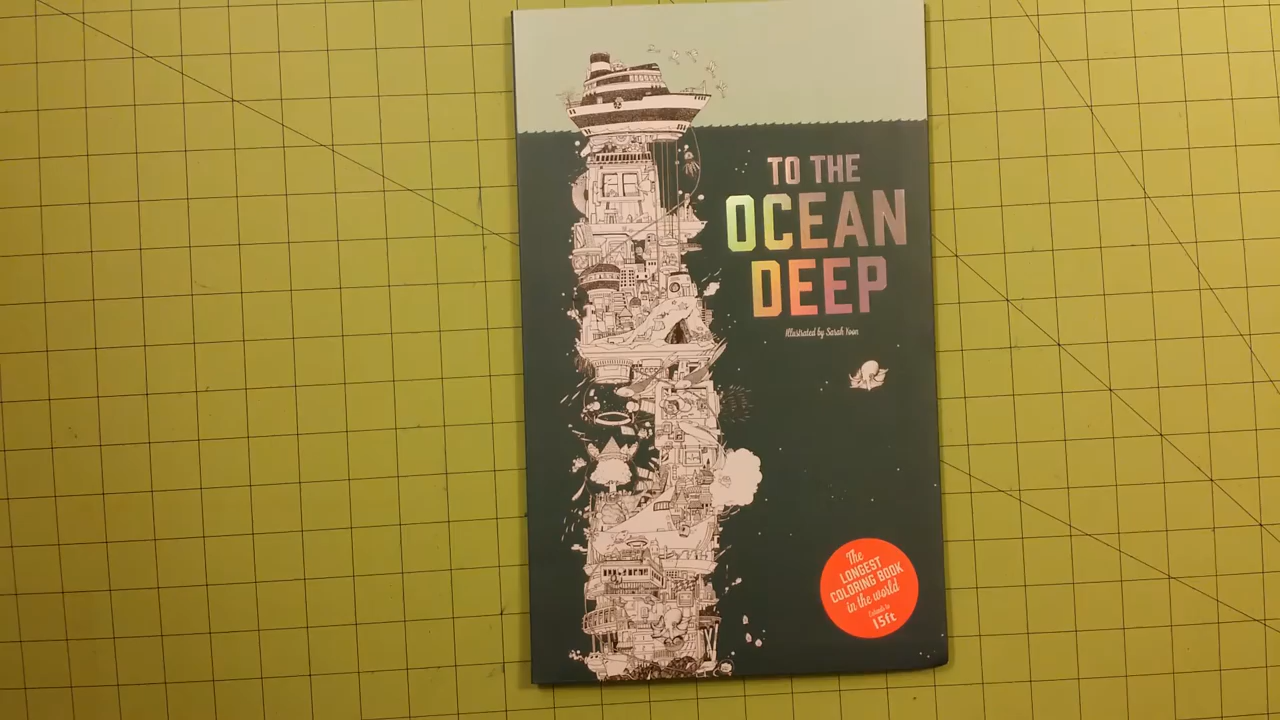 TO THE
OCEAN
DEEP
Illustrated by Sarah Yoon
The
LONGEST
COLORING BOOK
in the world
Extends to
15ft